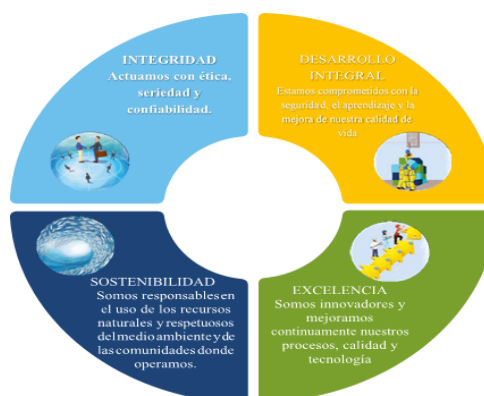 INTEGRIDAD
Actuamos con ética,
seriedad y
confiabilidad.
DESARROLLO
INTEGRAL
Estamos comprometidos con la
seguridad, el aprendizaje y la
mejora de nuestra calidad de
vida
SOSTENIBILIDAD
Somos responsables en
el uso de los recursos
naturales y respetuosos
del medio ambiente y de
las comunidades donde
operamos.
EXCELENCIA
Somos innovadores y
mejoramos
continuamente nuestros
procesos, calidad y
tecnología